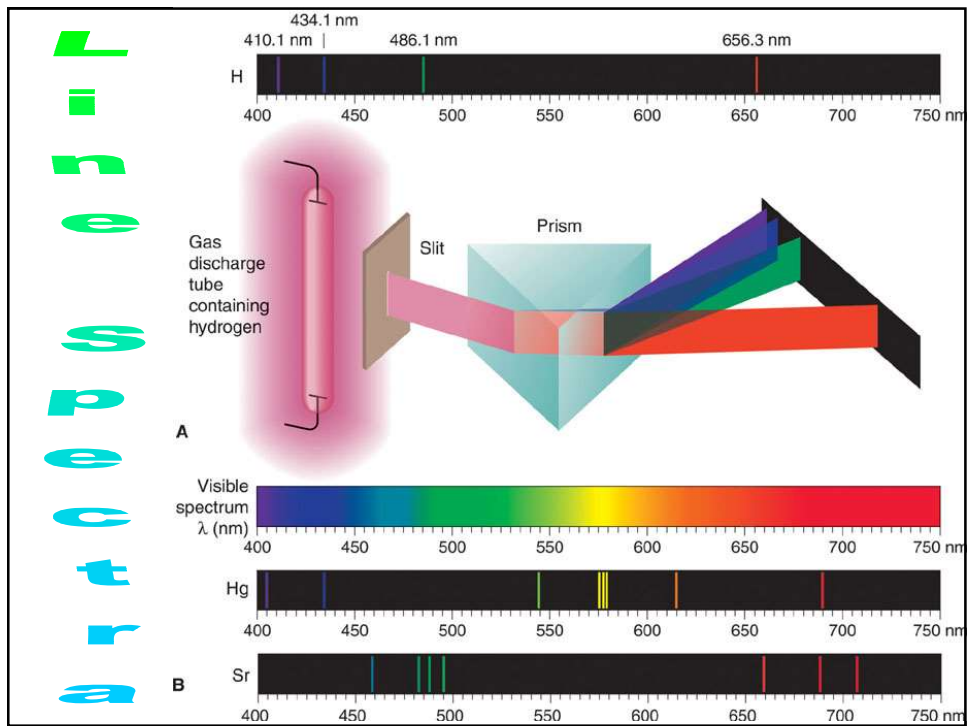 Line Spectra
434.1 nm
410.1 nm | 486.1 nm 656.3 nm
H
400 450 500 550 600 650 700 750 nm
Gas
discharge
tube
containing
hydrogen
Slit
Prism
A
Visible
spectrum
λ (nm)
400 450 500 550 600 650 700 750 nm
Hg
400 450 500 550 600 650 700 750 nm
B
Sr
400 450 500 550 600 650 700 750 nm